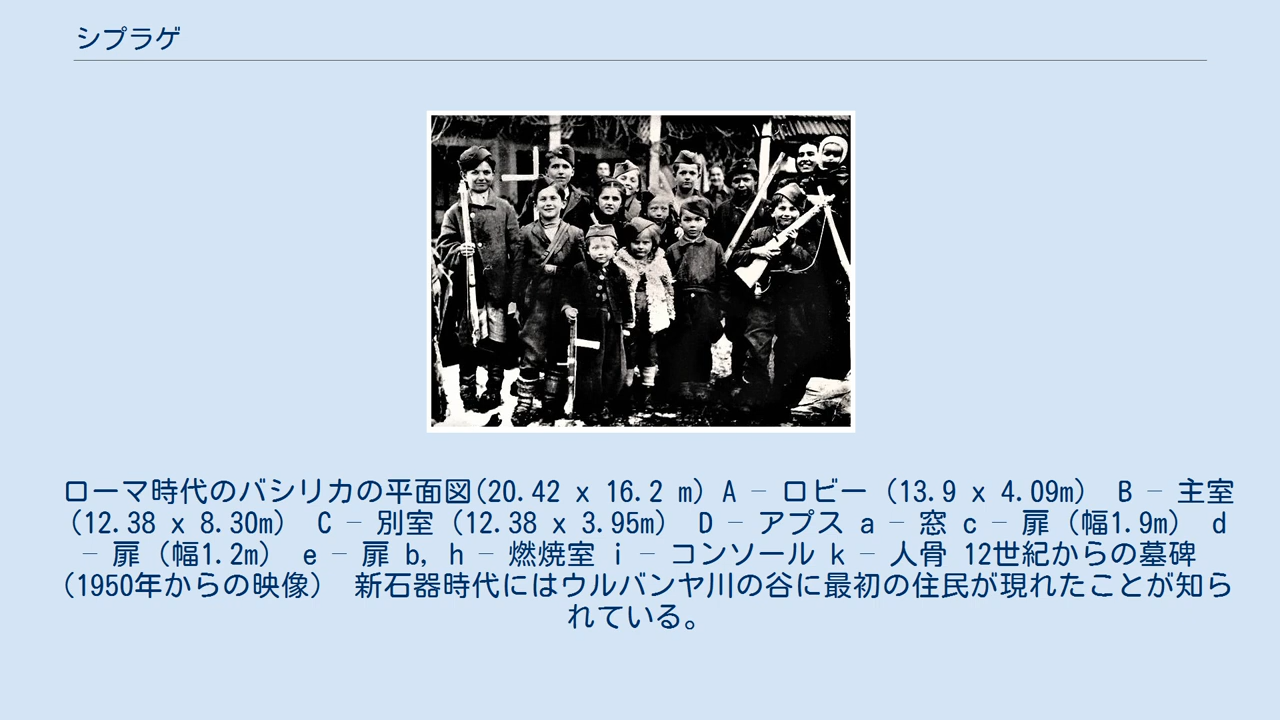 シプラゲ
ローマ時代のバシリカの平面図(20.42 x 16.2 m) A – ロビー (13.9 x 4.09m) B – 主室
(12.38 x 8.30m) C – 別室 (12.38 x 3.95m) D – アプス a – 窓 c – 扉 (幅1.9m) d
– 扉 (幅1.2m) e – 扉 b, h – 燃焼室 i – コンソール k – 人骨 12世紀からの墓碑
(1950年からの映像) 新石器時代にはウルバンヤ川の谷に最初の住民が現れたことが知ら
れている。